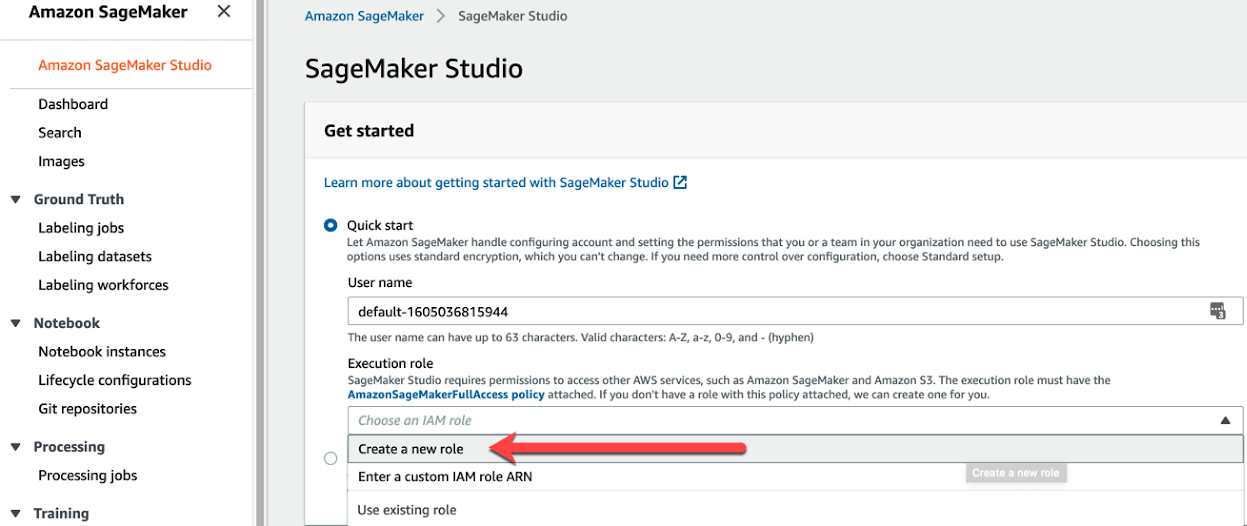 Amazon SageMaker
Amazon SageMaker Studio
Dashboard
Search
Images
Ground Truth
Labeling jobs
Labeling datasets
Labeling workforces
Notebook
Notebook instances
Lifecycle configurations
Git repositories
Processing
Processing jobs
Training
Amazon SageMaker > SageMaker Studio
SageMaker Studio
Get started
Learn more about getting started with SageMaker Studio
Quick start
Let Amazon SageMaker handle configuring account and setting the permissions that you or a team in your organization need to use SageMaker Studio. Choosing this
options uses standard encryption, which you can't change. If you need more control over configuration, choose Standard setup.
User name
default-1605036815944
3
The user name can have up to 63 characters. Valid characters: A-Z, a-z, 0-9, and - (hyphen)
Execution role
SageMaker Studio requires permissions to access other AWS services, such as Amazon SageMaker and Amazon S3. The execution role must have the
AmazonSageMakerFullAccess policy attached. If you don't have a role with this policy attached, we can create one for you.
Choose an IAM role
Create a new role
Create a new role
Enter a custom IAM role ARN
Use existing role